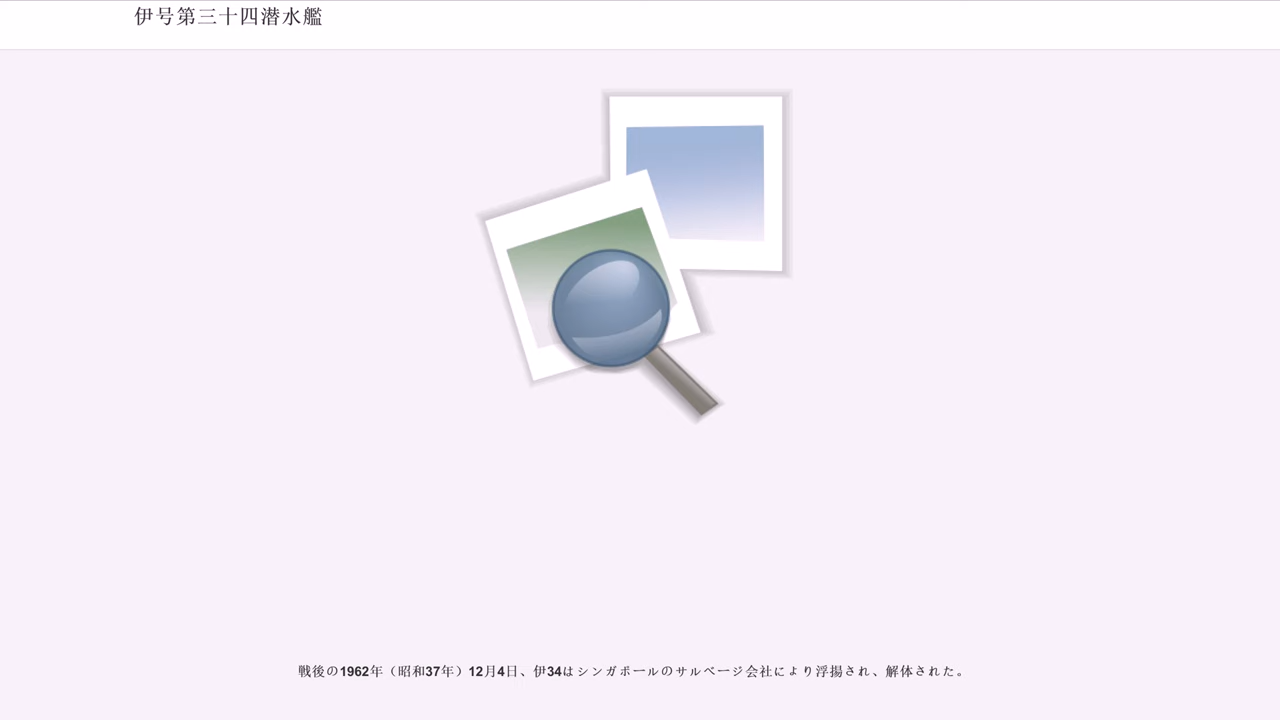 伊号第三十四潜水艦
戦後の1962年（昭和37年）12月4日、伊34はシンガポールのサルベージ会社により浮揚され、解体された。